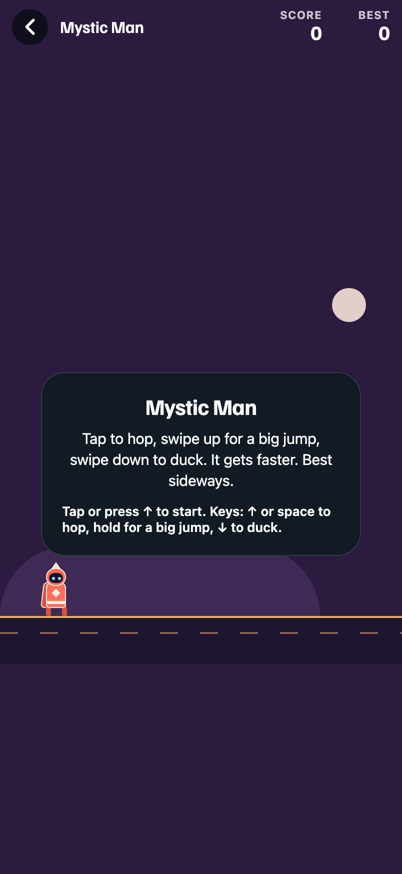 Mystic Man
SCORE
0
BEST
0
Mystic Man
Tap to hop, swipe up for a big jump,
swipe down to duck. It gets faster. Best
sideways.
Tap or press ↑ to start. Keys: ↑ or space to
hop, hold for a big jump, ↓ to duck.